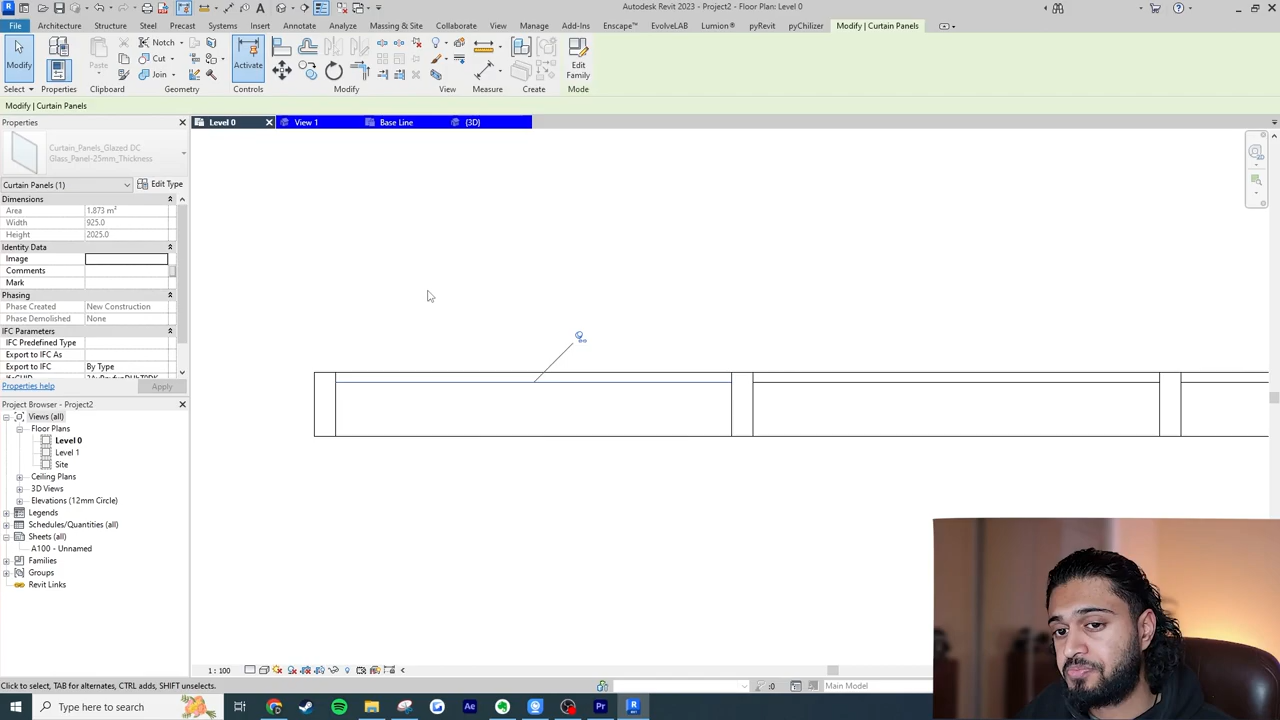 Autodesk Revit 2023 - Project2 - Floor Plan: Level 0
File Architecture Structure Steel Precast Systems Insert Annotate Analyze Massing & Site Collaborate View Manage Add-Ins Enscape™ EvolveLAB Lumion® pyRevit pyChilizer Modify | Curtain Panels
Modify Paste Notch Cut Join Activate Edit Family
Select Properties Clipboard Geometry Controls Modify View Measure Create Mode
Modify | Curtain Panels
Properties
Level 0 View 1 Base Line {3D}
Curtain_Panels_Glazed DC
Glass_Panel-25mm_Thickness
Curtain Panels (1) Edit Type
Dimensions
Area 1.873 m²
Width 925.0
Height 2025.0
Identity Data
Image
Comments
Mark
Phasing
Phase Created New Construction
Phase Demolished None
IFC Parameters
IFC Predefined Type
Export to IFC As
Export to IFC By Type
Properties help Apply
Project Browser - Project2
Views (all)
Floor Plans
Level 0
Level 1
Site
Ceiling Plans
3D Views
Elevations (12mm Circle)
Legends
Schedules/Quantities (all)
Sheets (all)
A100 - Unnamed
Families
Groups
Revit Links
1 : 100
Click to select, TAB for alternates, CTRL adds, SHIFT unselects.
:0
Main Model
Type here to search